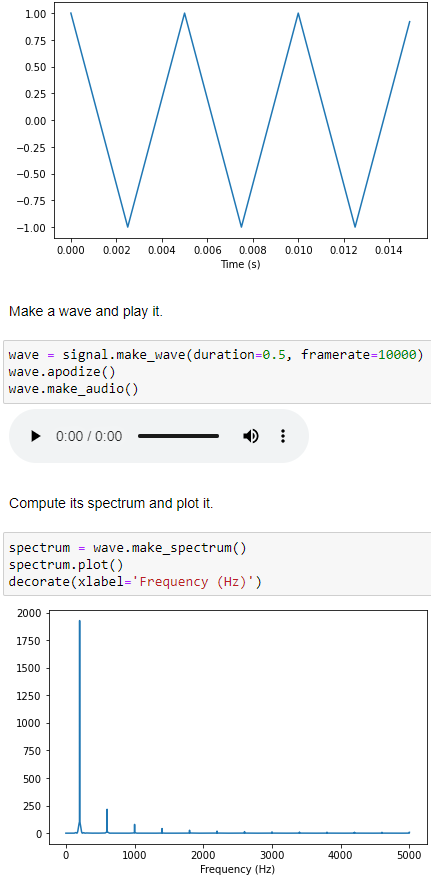 1.00
0.75
0.50
0.25
0.00
−0.25
−0.50
−0.75
−1.00
0.000 0.002 0.004 0.006 0.008 0.010 0.012 0.014
Time (s)
Make a wave and play it.
wave = signal.make_wave(duration=0.5, framerate=10000)
wave.apodize()
wave.make_audio()
0:00 / 0:00
Compute its spectrum and plot it.
spectrum = wave.make_spectrum()
spectrum.plot()
decorate(xlabel='Frequency (Hz)')
2000
1750
1500
1250
1000
750
500
250
0
0 1000 2000 3000 4000 5000
Frequency (Hz)